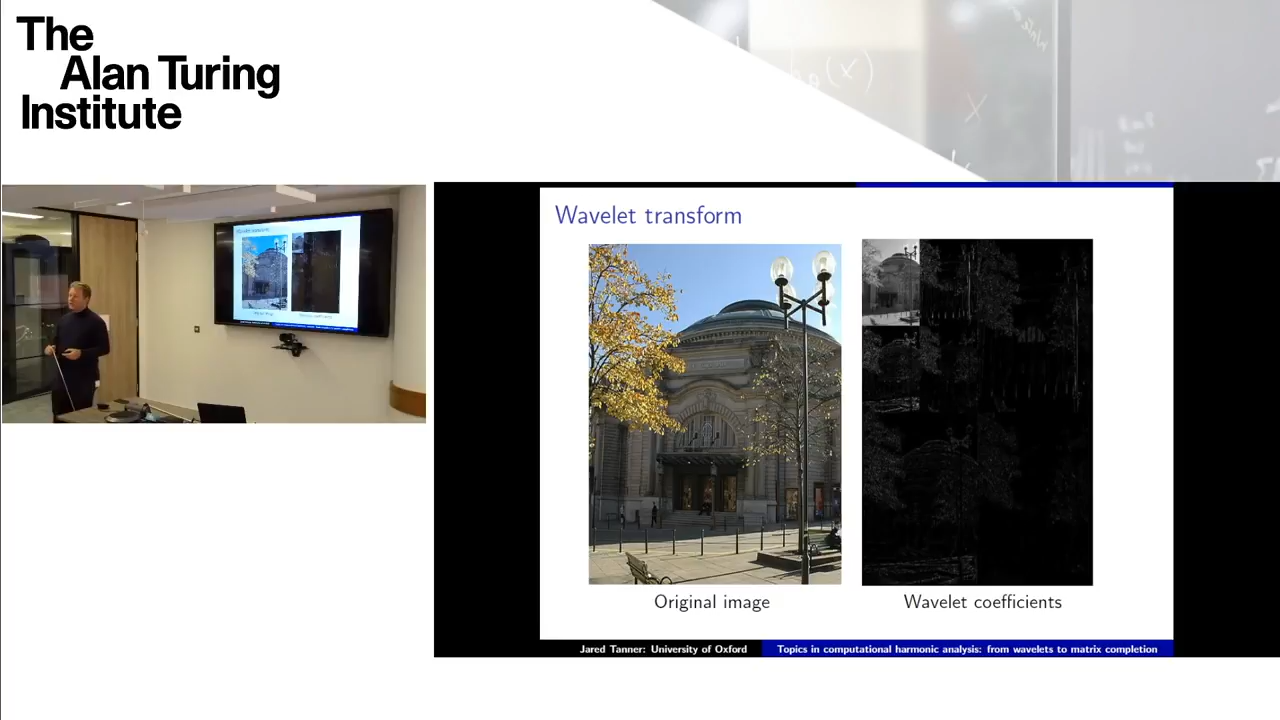 The
Alan Turing
Institute
Wavelet transform
Original image
Wavelet coefficients
Jared Tanner: University of Oxford
Topics in computational harmonic analysis: from wavelets to matrix completion